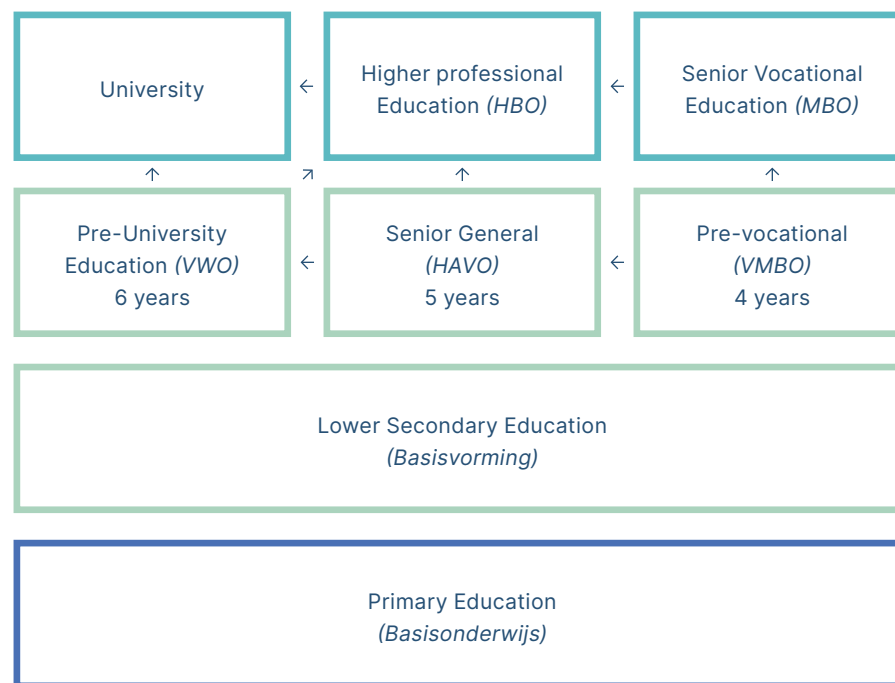 University
←
Higher professional
Education (HBO)
←
Senior Vocational
Education (MBO)
↑
↗
↑
↑
Pre-University
Education (VWO)
6 years
←
Senior General
(HAVO)
5 years
←
Pre-vocational
(VMBO)
4 years
Lower Secondary Education
(Basisvorming)
Primary Education
(Basisonderwijs)